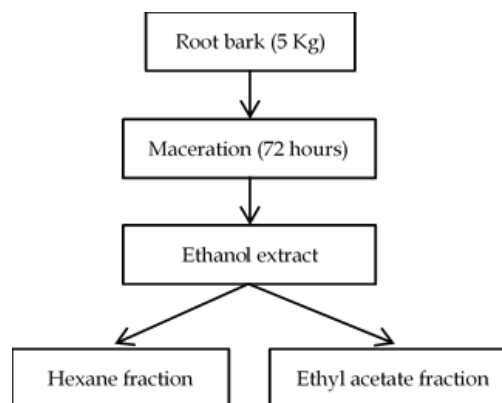 Root bark (5 Kg)
Maceration (72 hours)
Ethanol extract
Hexane fraction
Ethyl acetate fraction